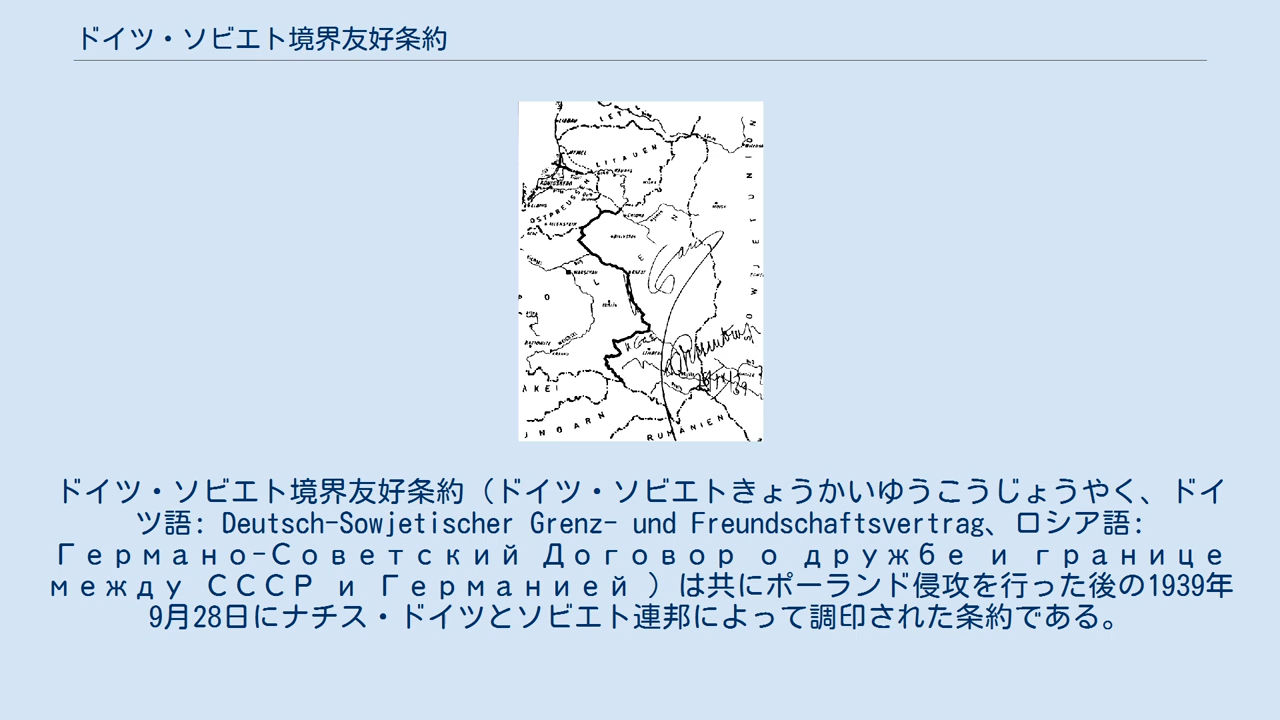 ドイツ・ソビエト境界友好条約
LITAUEN
OSTPREUSSEN
SOWJETUNION
UNGARN
RUMÄNIEN
ドイツ・ソビエト境界友好条約（ドイツ・ソビエトきょうかいゆうこうじょうやく、ドイ
ツ語: Deutsch-Sowjetischer Grenz- und Freundschaftsvertrag、ロシア語:
Германо-Советский Договор о дружбе и границе
между СССР и Германией ）は共にポーランド侵攻を行った後の1939年
9月28日にナチス・ドイツとソビエト連邦によって調印された条約である。